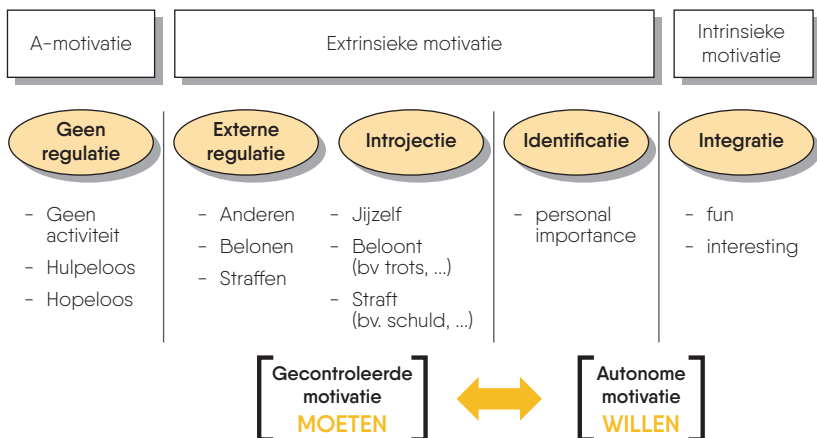 A-motivatie
Extrinsieke motivatie
Intrinsieke
motivatie
Geen
regulatie
Externe
regulatie
Introjectie
Identificatie
Integratie
- Geen
activiteit
- Hulpeloos
- Hopeloos
- Anderen
- Belonen
- Straffen
- Jijzelf
- Beloont
(bv trots, ...)
- Straft
(bv. schuld, ...)
- personal
importance
- fun
- interesting
Gecontroleerde
motivatie
MOETEN
Autonome
motivatie
WILLEN